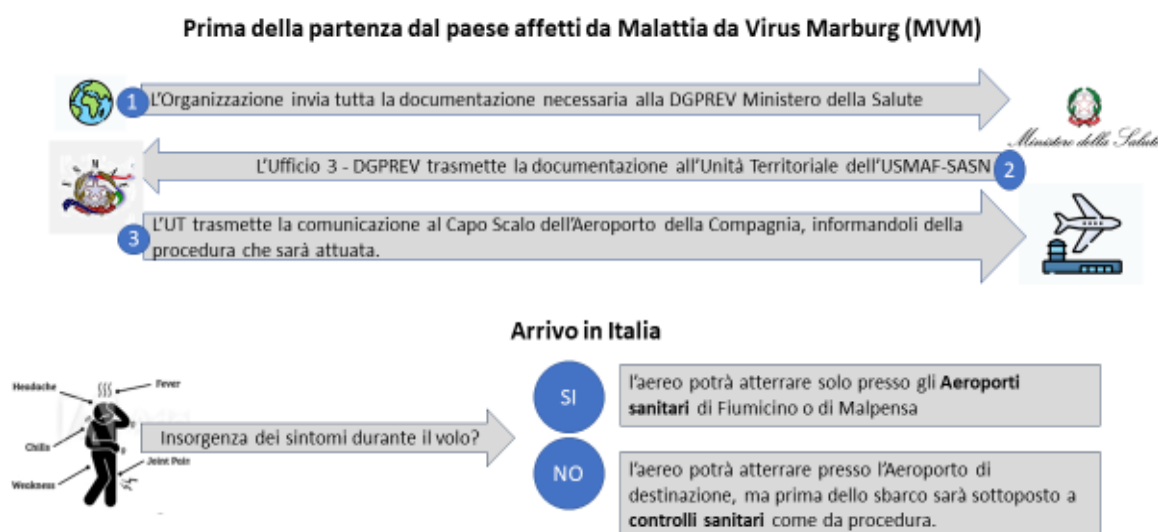 Prima della partenza dal paese affetti da Malattia da Virus Marburg (MVM)
1
L'Organizzazione invia tutta la documentazione necessaria alla DGPREV Ministero della Salute
Ministero della Salute
L'Ufficio 3 - DGPREV trasmette la documentazione all'Unità Territoriale dell'USMAF-SASN
2
L'UT trasmette la comunicazione al Capo Scalo dell'Aeroporto della Compagnia, informandoli della
procedura che sarà attuata.
3
Arrivo in Italia
Headache
Fever
Chills
Joint Pain
Weakness
Insorgenza dei sintomi durante il volo?
SI
l'aereo potrà atterrare solo presso gli Aeroporti
sanitari di Fiumicino o di Malpensa
NO
l'aereo potrà atterrare presso l'Aeroporto di
destinazione, ma prima dello sbarco sarà sottoposto a
controlli sanitari come da procedura.